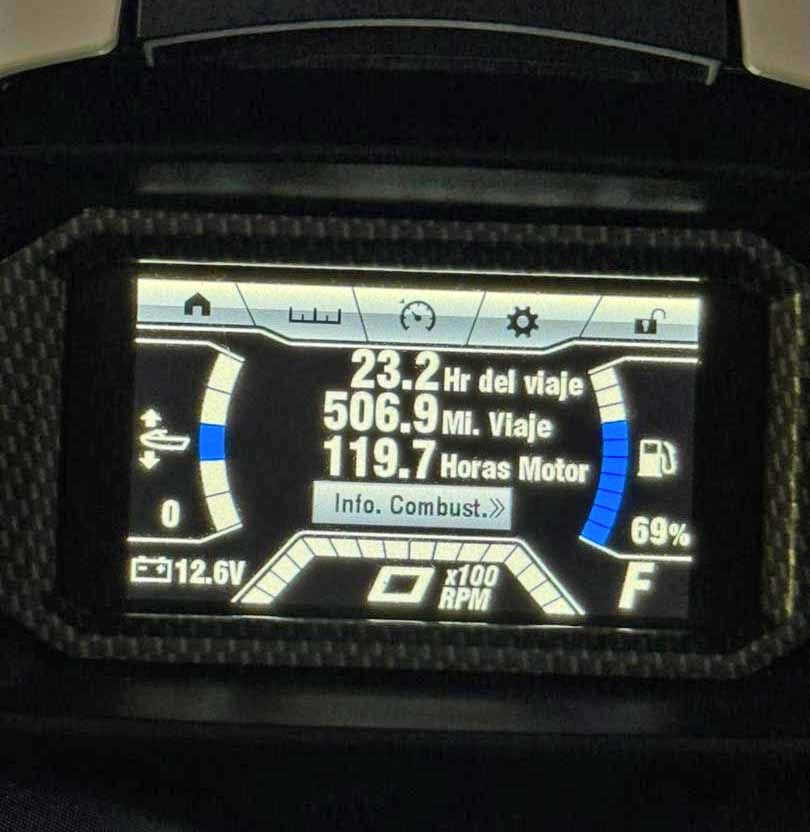 23.2 Hr del viaje
506.9 Mi. Viaje
119.7 Horas Motor
Info. Combust.»
0
69%
12.6V
0 x100
RPM
F